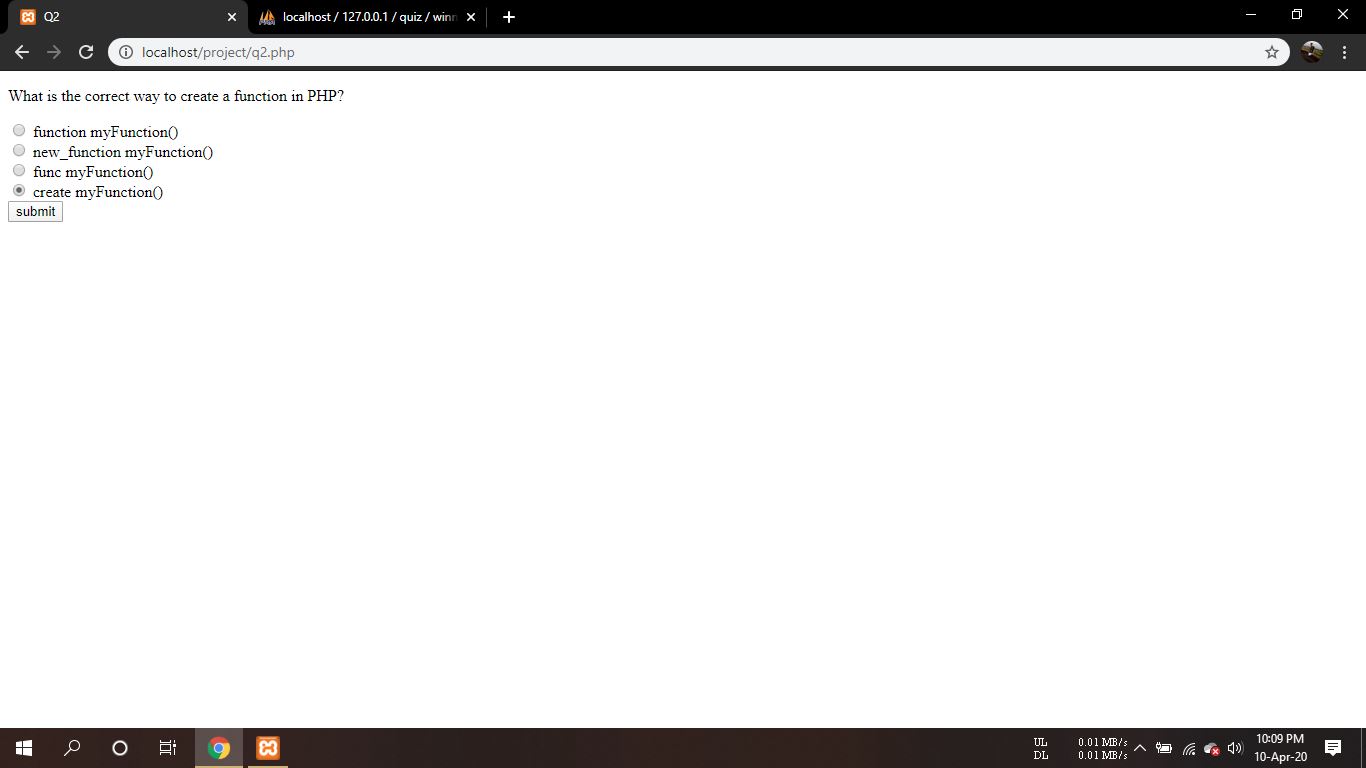 Q2
localhost / 127.0.0.1 / quiz / winn
localhost/project/q2.php
What is the correct way to create a function in PHP?
function myFunction()
new_function myFunction()
func myFunction()
create myFunction()
submit
UL 0.01 MB/s
DL 0.01 MB/s
10:09 PM
10-Apr-20